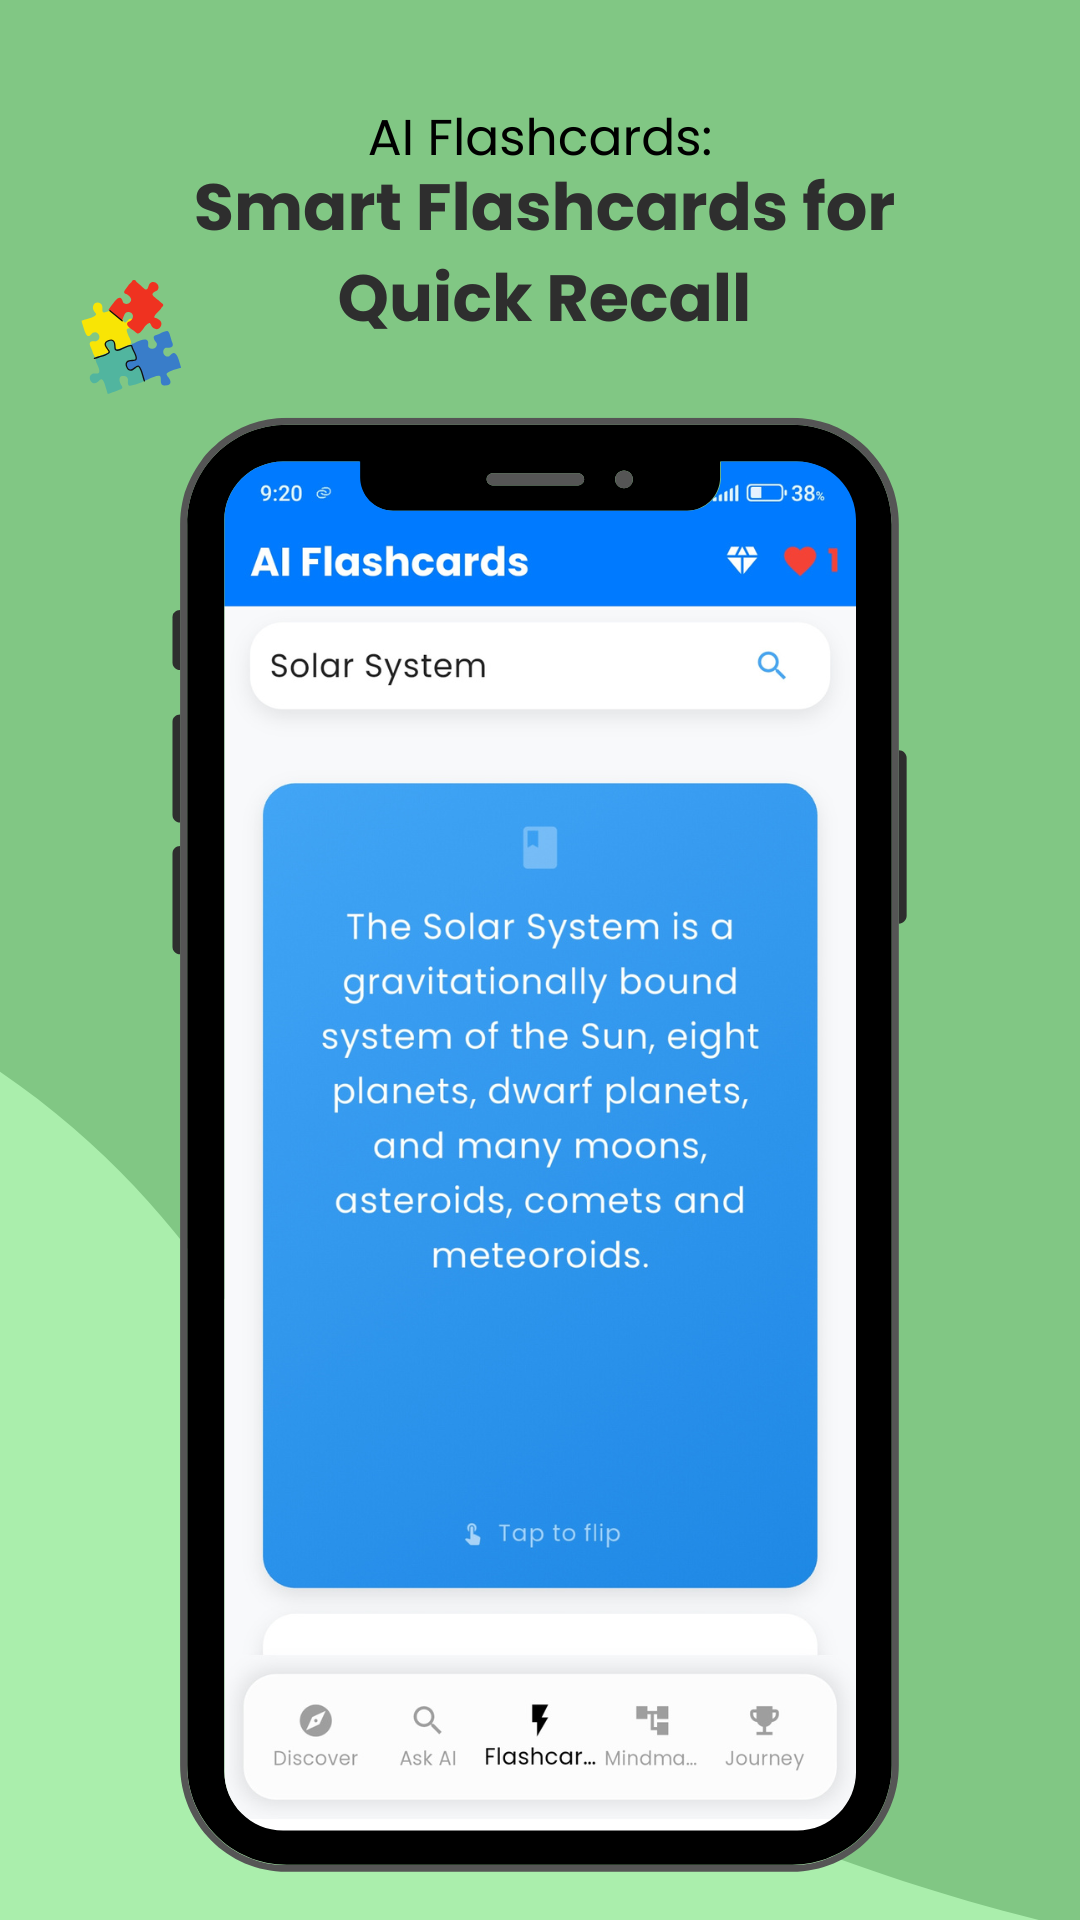 AI Flashcards:
Smart Flashcards for
Quick Recall
9:20
38%
AI Flashcards
1
Solar System
The Solar System is a
gravitationally bound
system of the Sun, eight
planets, dwarf planets,
and many moons,
asteroids, comets and
meteoroids.
Tap to flip
Discover
Ask AI
Flashcar...
Mindma...
Journey